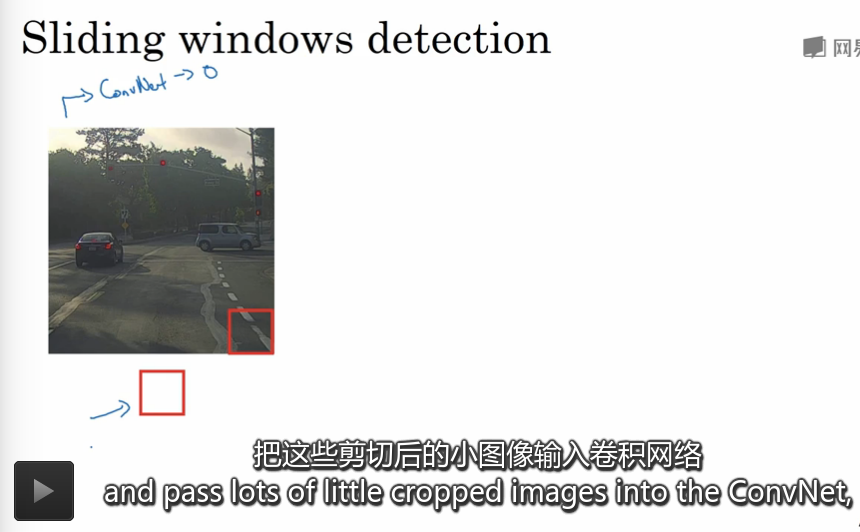 Sliding windows detection
网易
→ ConvNet → 0
把这些剪切后的小图像输入卷积网络
and pass lots of little cropped images into the ConvNet,